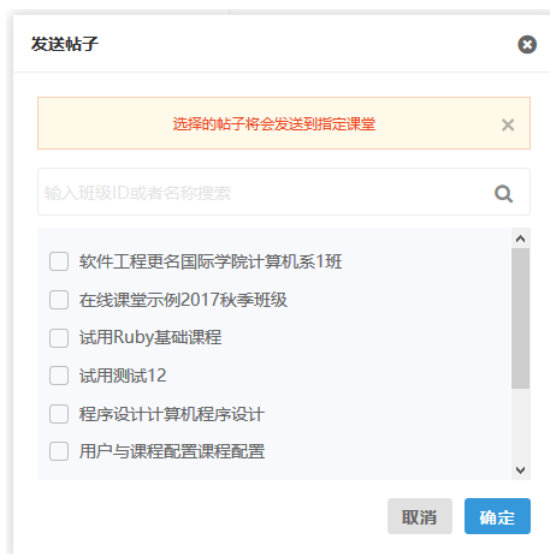 发送帖子
选择的帖子将会发送到指定课堂
输入班级ID或者名称搜索
软件工程更名国际学院计算机系1班
在线课堂示例2017秋季班级
试用Ruby基础课程
试用测试12
程序设计计算机程序设计
用户与课程配置课程配置
取消 确定